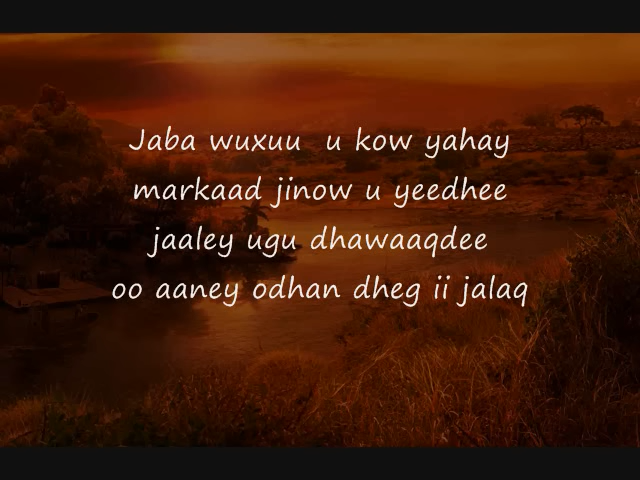 Jaba wuxuu u kow yahay
markaad jinow u yeedhee
jaaley ugu dhawaaqdee
oo aaney odhan dheg ii jalaq